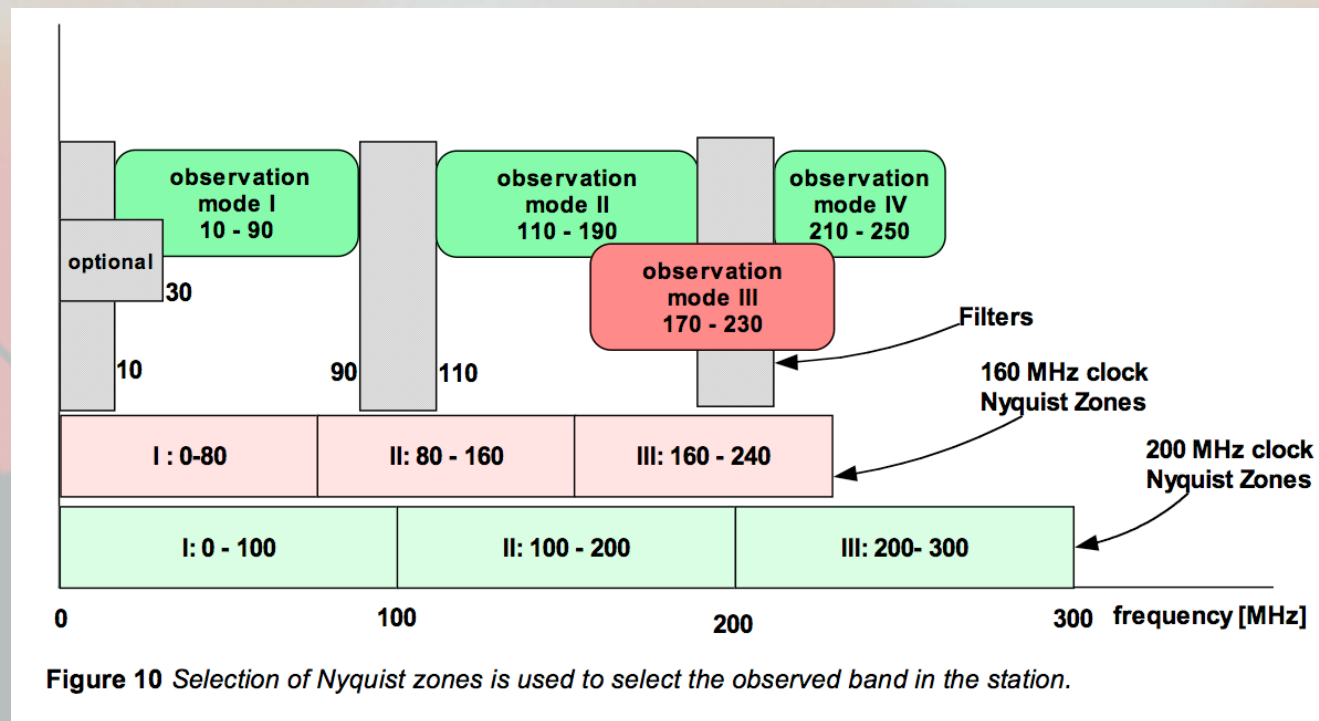 observation
mode I
10 - 90
observation
mode II
110 - 190
observation
mode IV
210 - 250
optional
30
observation
mode III
170 - 230
10
90
110
Filters
160 MHz clock
Nyquist Zones
I : 0-80
II: 80 - 160
III: 160 - 240
200 MHz clock
Nyquist Zones
I: 0 - 100
II: 100 - 200
III: 200- 300
0
100
200
300
frequency [MHz]
Figure 10 Selection of Nyquist zones is used to select the observed band in the station.